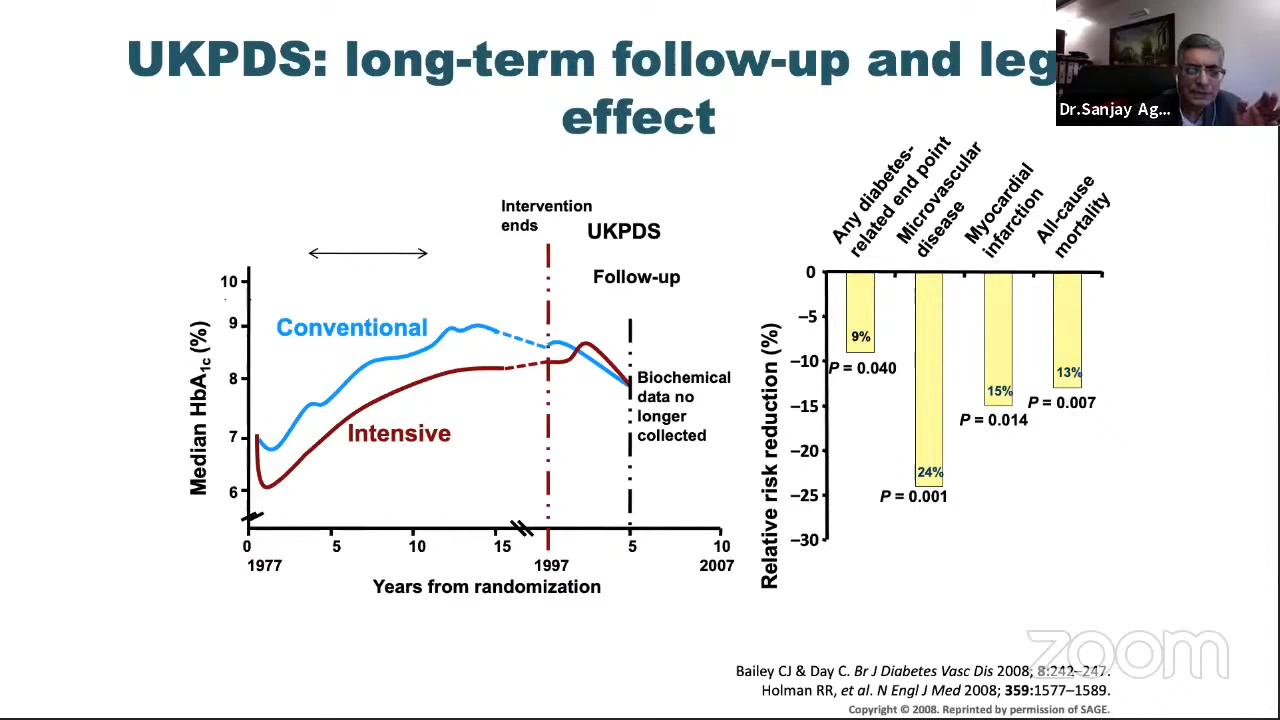 UKPDS: long-term follow-up and leg
effect
Dr.Sanjay Ag...
Intervention
ends
UKPDS
Follow-up
10
9
8
7
6
Median HbA1c (%)
Conventional
Intensive
Biochemical
data no
longer
collected
0
5
10
15
5
10
1977
1997
2007
Years from randomization
Any diabetes-
related end point
Microvascular
disease
Myocardial
infarction
All-cause
mortality
0
–5
–10
–15
–20
–25
–30
Relative risk reduction (%)
9%
P = 0.040
24%
P = 0.001
15%
P = 0.014
13%
P = 0.007
zoom
Bailey CJ & Day C. Br J Diabetes Vasc Dis 2008; 8:242–247.
Holman RR, et al. N Engl J Med 2008; 359:1577–1589.
Copyright © 2008. Reprinted by permission of SAGE.